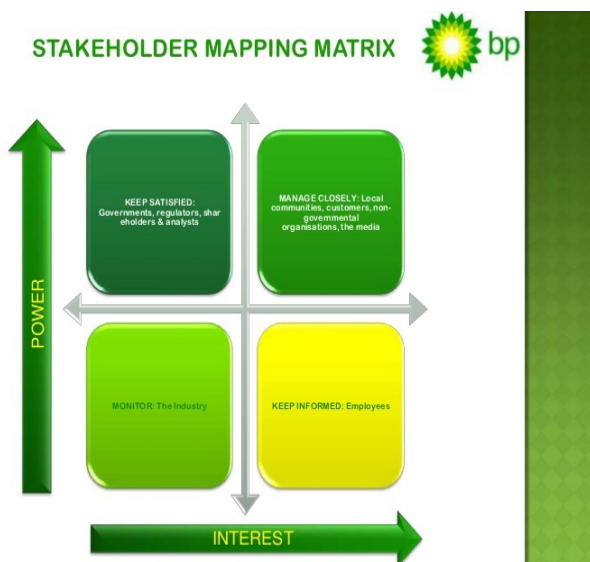 STAKEHOLDER MAPPING MATRIX
bp
KEEP SATISFIED:
Governments, regulators, shar
eholders & analysts
MANAGE CLOSELY: Local
communities, customers, non-
governmental
organisations, the media
POWER
MONITOR: The Industry
KEEP INFORMED: Employees
INTEREST